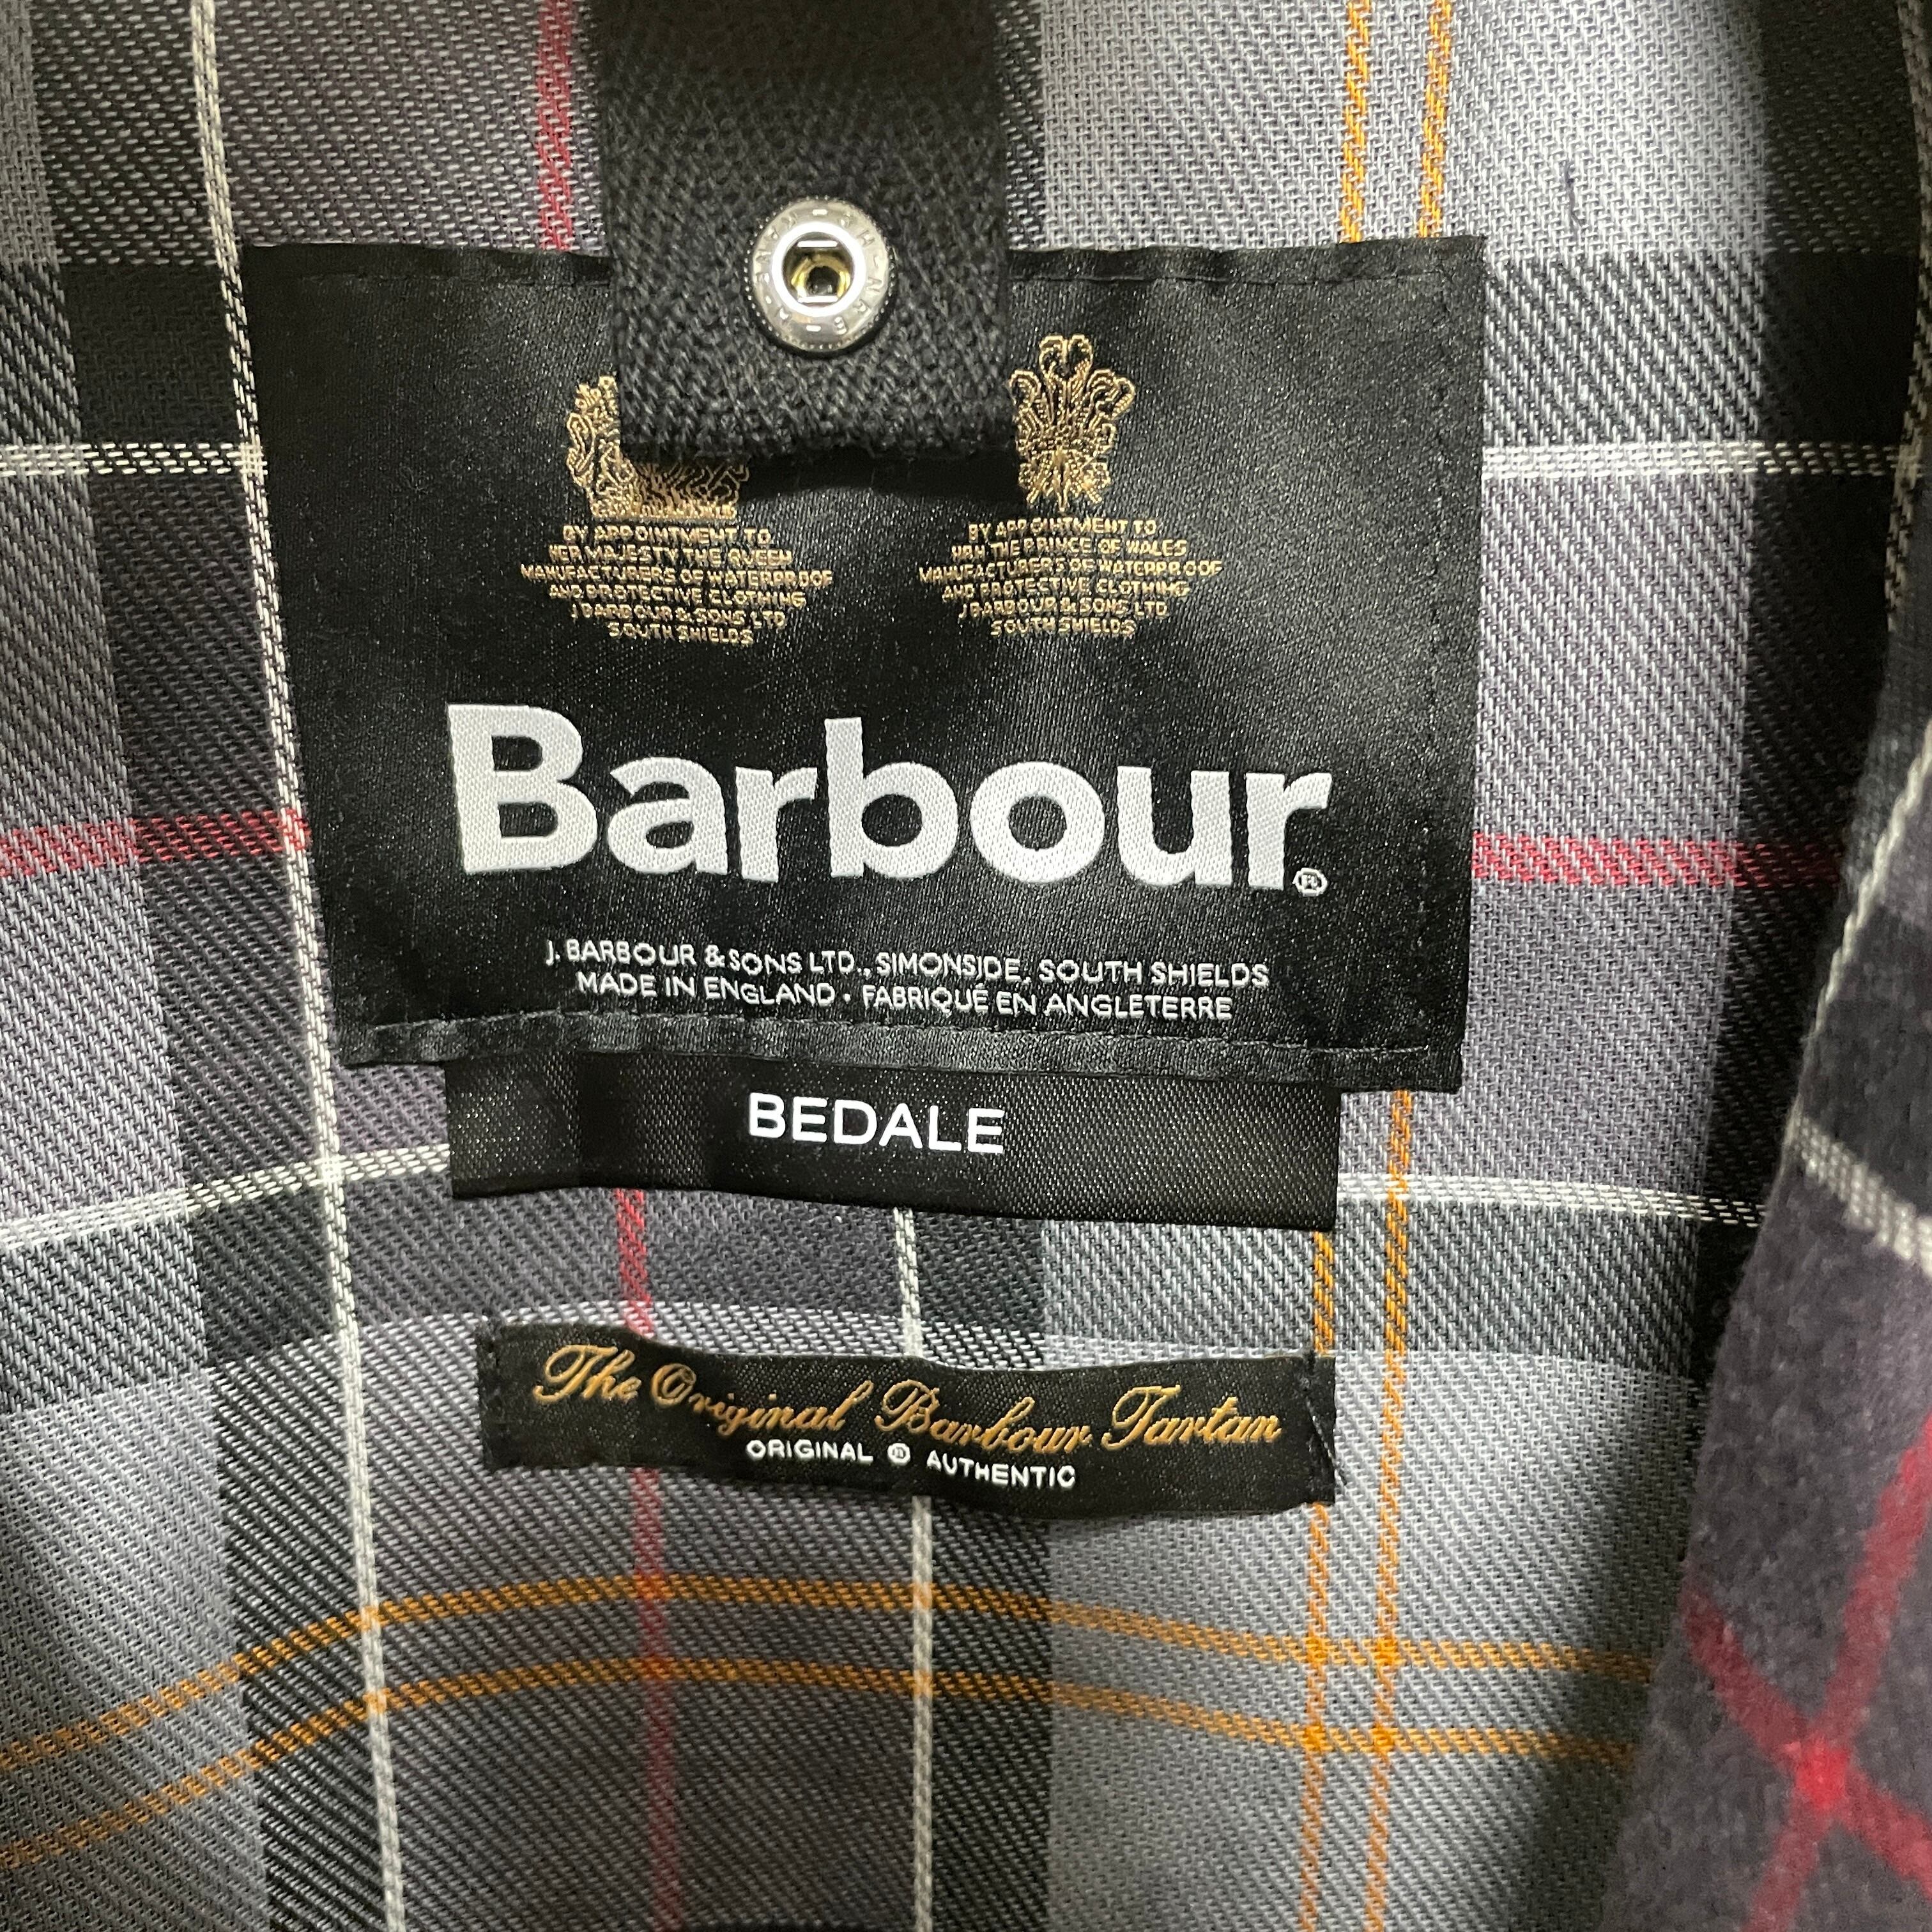 BY APPOINTMENT TO
HER MAJESTY THE QUEEN
MANUFACTURERS OF WATERPROOF
AND PROTECTIVE CLOTHING
J BARBOUR & SONS LTD
SOUTH SHIELDS
BY APPOINTMENT TO
HRH THE PRINCE OF WALES
MANUFACTURERS OF WATERPROOF
AND PROTECTIVE CLOTHING
J BARBOUR & SONS LTD
SOUTH SHIELDS
Barbour®
J. BARBOUR & SONS LTD., SIMONSIDE, SOUTH SHIELDS
MADE IN ENGLAND · FABRIQUÉ EN ANGLETERRE
BEDALE
The Original Barbour Tartan
ORIGINAL ® AUTHENTIC